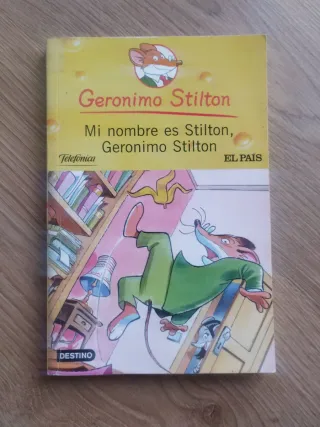 Geronimo Stilton
Mi nombre es Stilton,
Geronimo Stilton
Telefónica
EL PAÍS
DESTINO